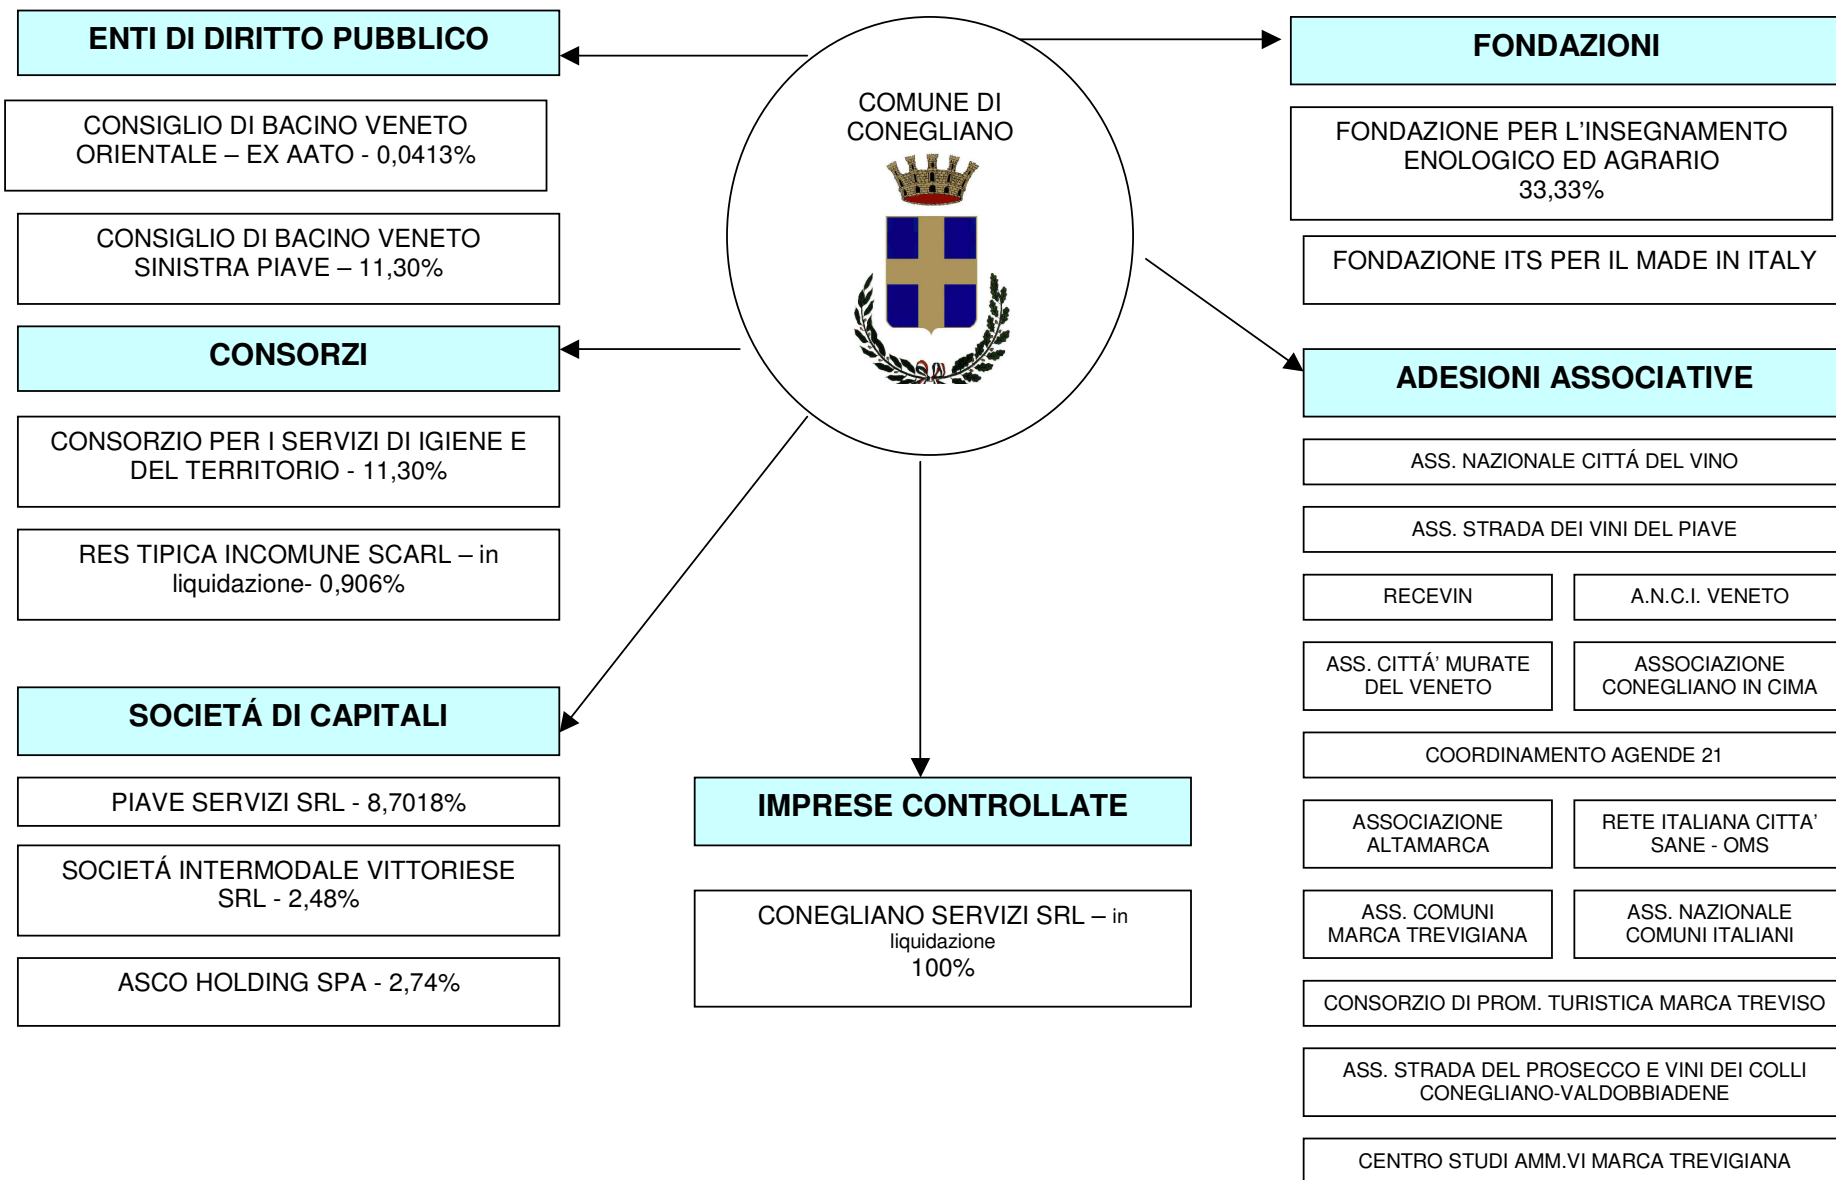 COMUNE DI
CONEGLIANO
ENTI DI DIRITTO PUBBLICO
CONSIGLIO DI BACINO VENETO
ORIENTALE – EX AATO - 0,0413%
CONSIGLIO DI BACINO VENETO
SINISTRA PIAVE – 11,30%
CONSORZI
CONSORZIO PER I SERVIZI DI IGIENE E
DEL TERRITORIO - 11,30%
RES TIPICA INCOMUNE SCARL – in
liquidazione- 0,906%
SOCIETÁ DI CAPITALI
PIAVE SERVIZI SRL - 8,7018%
SOCIETÁ INTERMODALE VITTORIESE
SRL - 2,48%
ASCO HOLDING SPA - 2,74%
IMPRESE CONTROLLATE
CONEGLIANO SERVIZI SRL – in
liquidazione
100%
FONDAZIONI
FONDAZIONE PER L'INSEGNAMENTO
ENOLOGICO ED AGRARIO
33,33%
FONDAZIONE ITS PER IL MADE IN ITALY
ADESIONI ASSOCIATIVE
ASS. NAZIONALE CITTÁ DEL VINO
ASS. STRADA DEI VINI DEL PIAVE
RECEVIN
A.N.C.I. VENETO
ASS. CITTÁ' MURATE
DEL VENETO
ASSOCIAZIONE
CONEGLIANO IN CIMA
COORDINAMENTO AGENDE 21
ASSOCIAZIONE
ALTAMARCA
RETE ITALIANA CITTA'
SANE - OMS
ASS. COMUNI
MARCA TREVIGIANA
ASS. NAZIONALE
COMUNI ITALIANI
CONSORZIO DI PROM. TURISTICA MARCA TREVISO
ASS. STRADA DEL PROSECCO E VINI DEI COLLI
CONEGLIANO-VALDOBBIADENE
CENTRO STUDI AMM.VI MARCA TREVIGIANA